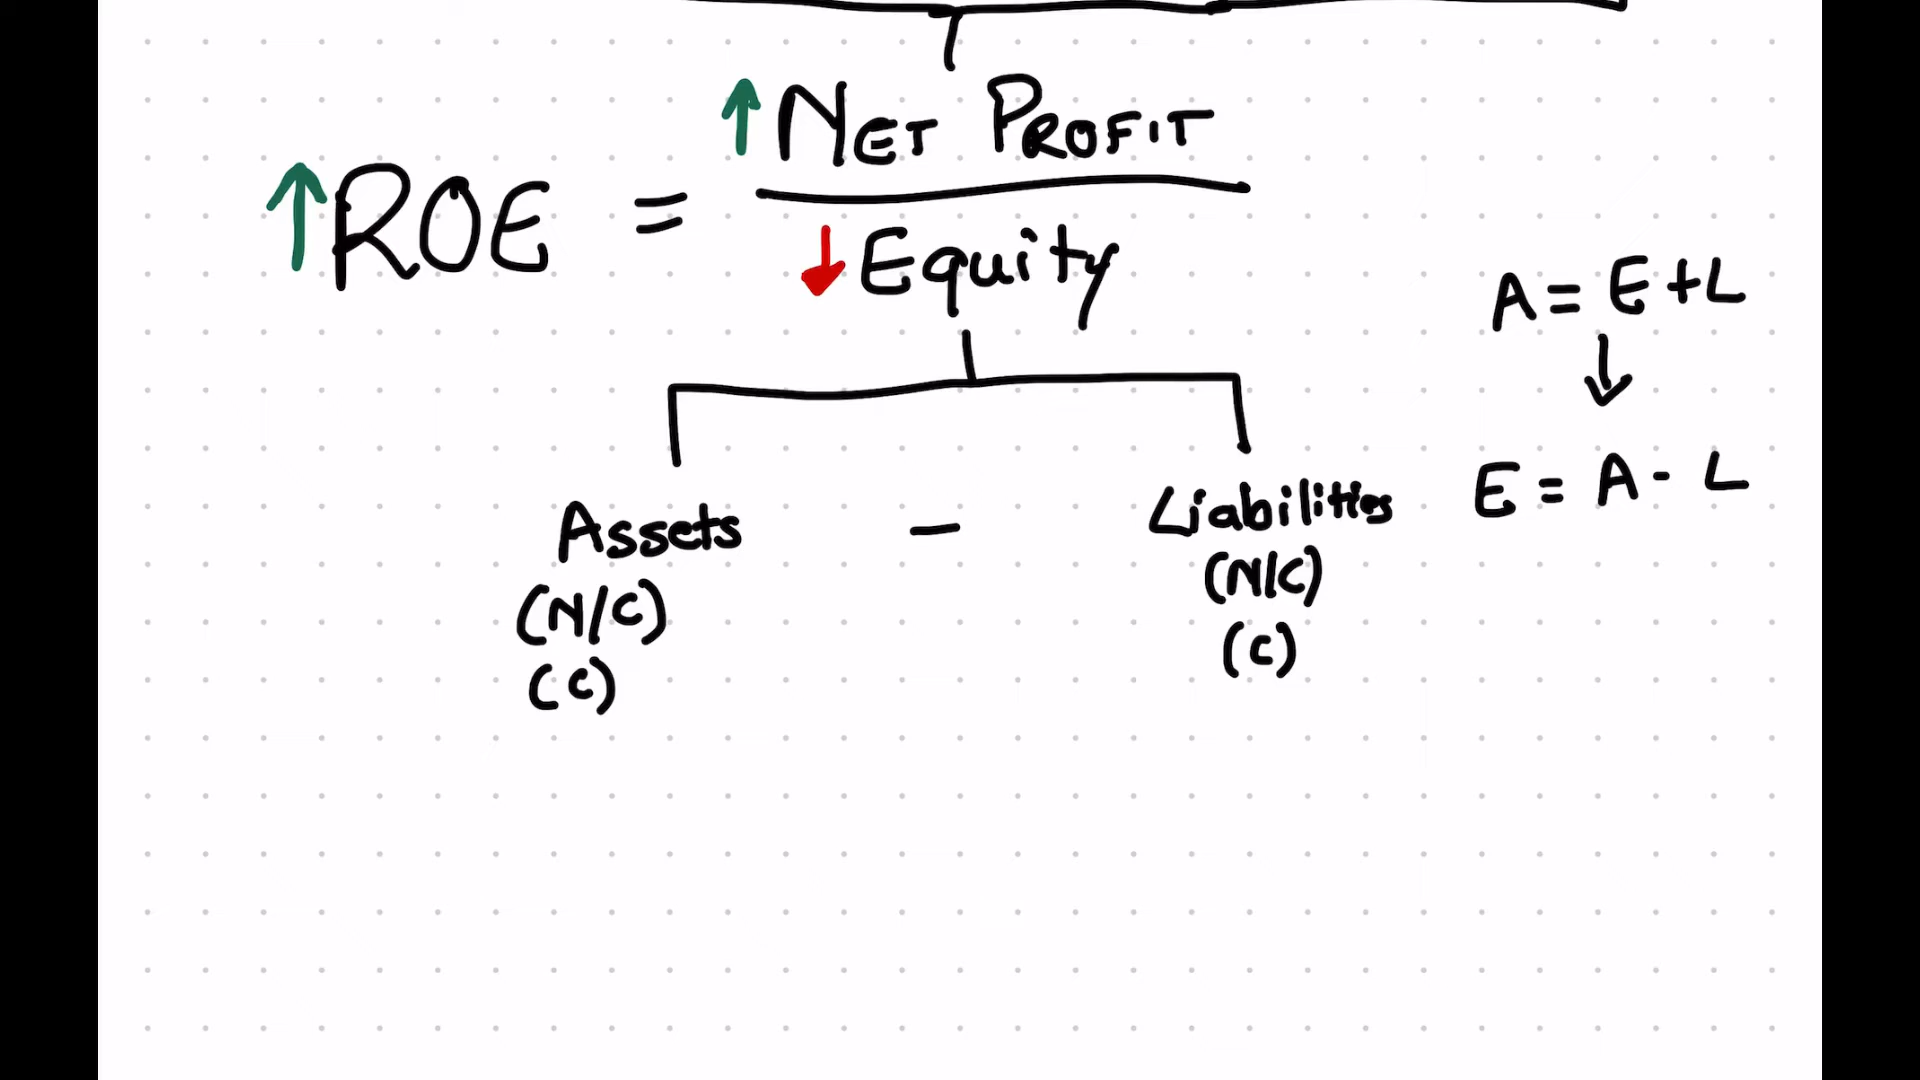 NET PROFIT
ROE =
Equity
A = E + L
E = A - L
Assets - Liabilities
(N/C) (N/C)
(C) (C)